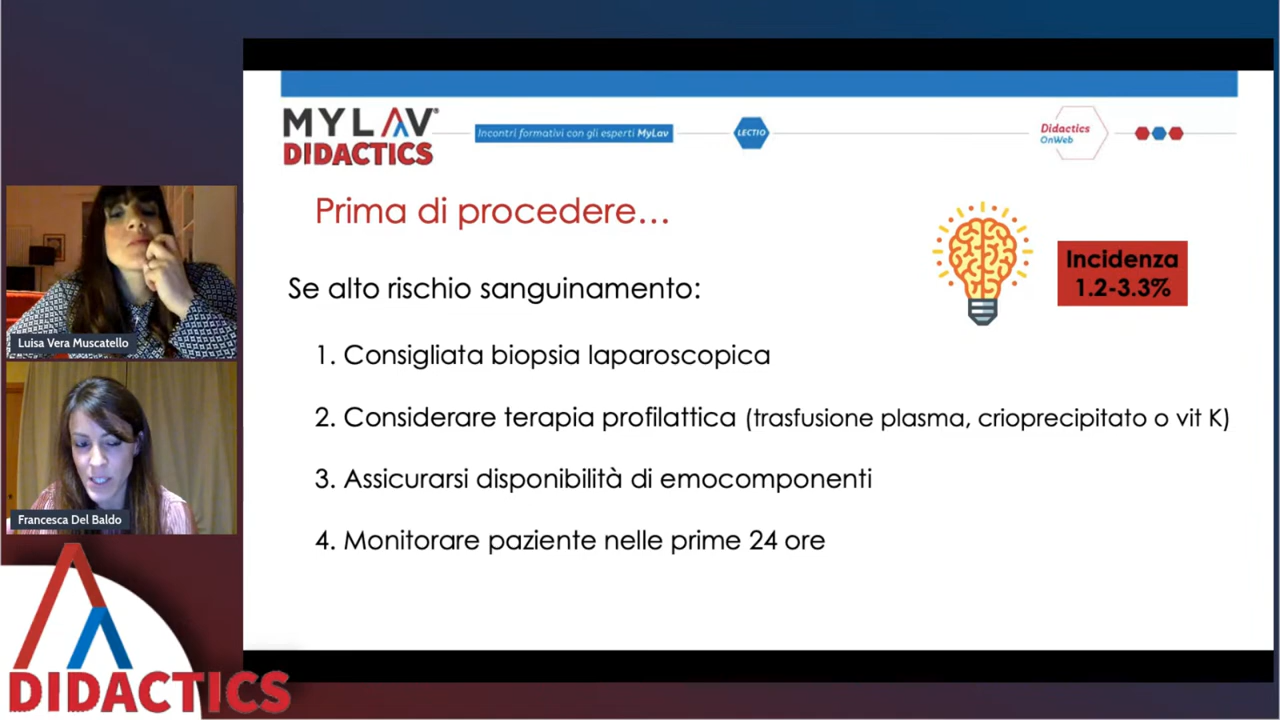 MYLAV®
DIDACTICS
Incontri formativi con gli esperti MyLav
LECTIO
Didactics
OnWeb
Prima di procedere...
Incidenza
1.2-3.3%
Se alto rischio sanguinamento:
1. Consigliata biopsia laparoscopica
2. Considerare terapia profilattica (trasfusione plasma, crioprecipitato o vit K)
3. Assicurarsi disponibilità di emocomponenti
4. Monitorare paziente nelle prime 24 ore
Luisa Vera Muscatello
Francesca Del Baldo
DIDACTICS